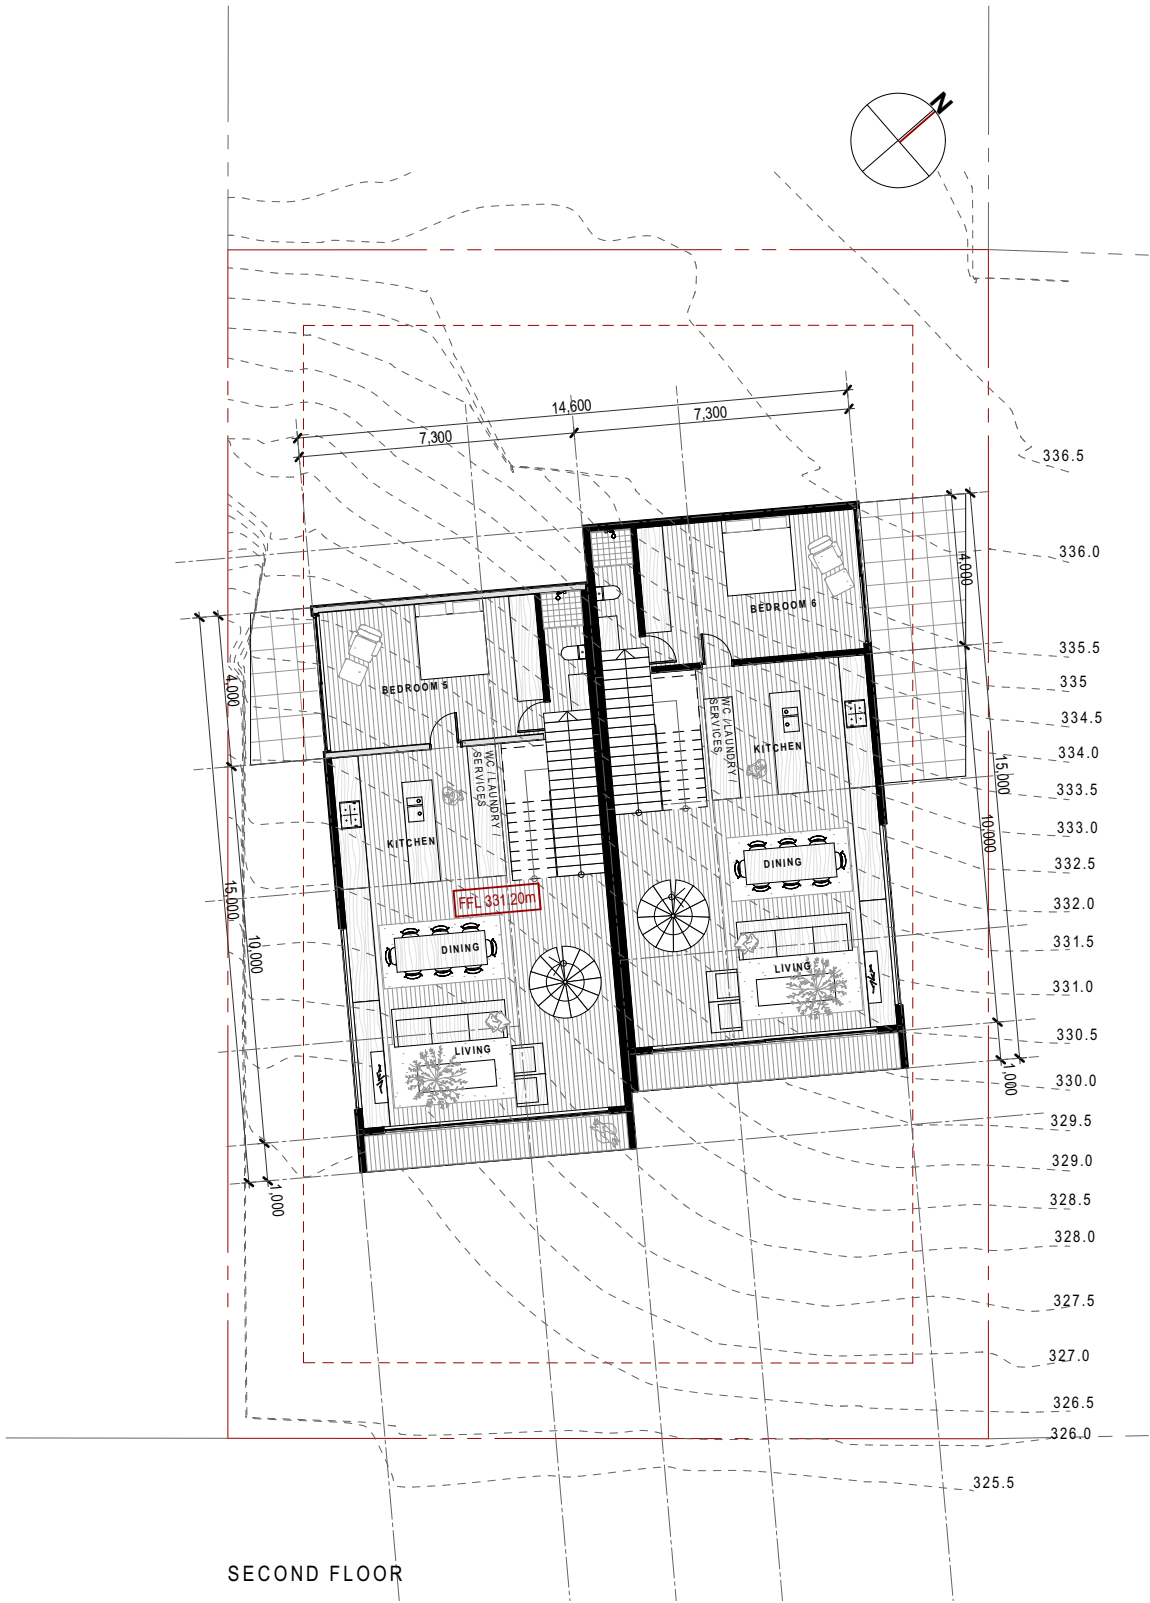 N
14,600
7,300
7,300
336.5
336.0
4,000
BEDROOM 6
335.5
335
334.5
334.0
333.5
333.0
332.5
332.0
331.5
331.0
330.5
330.0
329.5
329.0
328.5
328.0
327.5
327.0
326.5
326.0
325.5
BEDROOM 5
4,000
WC / LAUNDRY /
SERVICES
KITCHEN
WC / LAUNDRY /
SERVICES
KITCHEN
15,000
10,000
DINING
FFL 331.20m
15,000
10,000
DINING
LIVING
LIVING
1,000
1,000
SECOND FLOOR